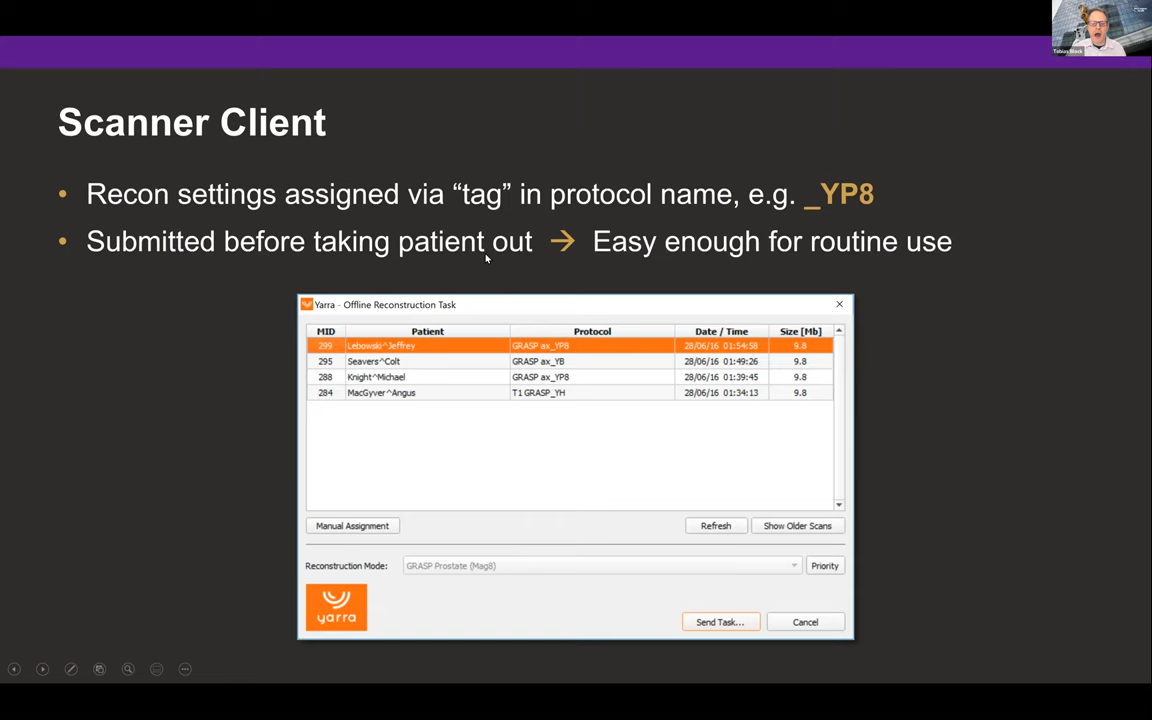 Tobias Block
Scanner Client
• Recon settings assigned via “tag” in protocol name, e.g. _YP8
• Submitted before taking patient out → Easy enough for routine use
Yarra - Offline Reconstruction Task
MID Patient Protocol Date / Time Size [Mb]
299 Lebowski^Jeffrey GRASP ax_YP8 28/06/16 01:54:58 9.8
295 Seavers^Colt GRASP ax_YB 28/06/16 01:49:26 9.8
288 Knight^Michael GRASP ax_YP8 28/06/16 01:39:45 9.8
284 MacGyver^Angus T1 GRASP_YH 28/06/16 01:34:13 9.8
Manual Assignment Refresh Show Older Scans
Reconstruction Mode: GRASP Prostate (Mag8) Priority
yarra
Send Task... Cancel